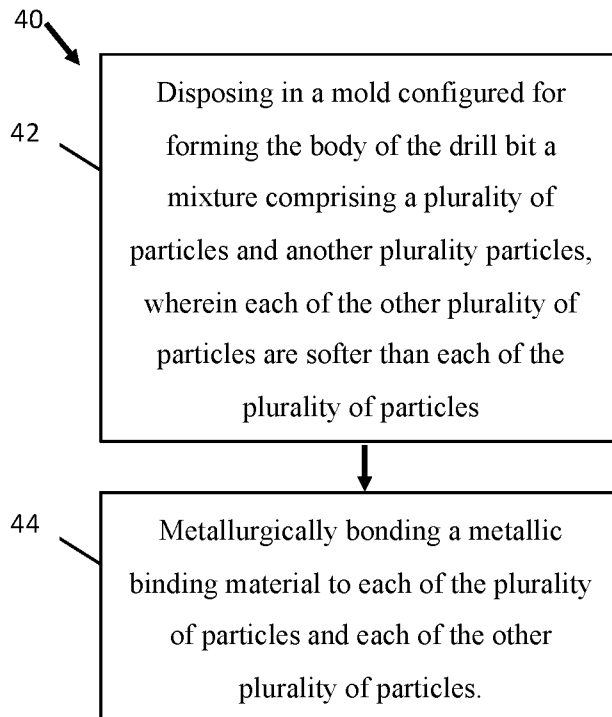 40
42
Disposing in a mold configured for
forming the body of the drill bit a
mixture comprising a plurality of
particles and another plurality particles,
wherein each of the other plurality of
particles are softer than each of the
plurality of particles
44
Metallurgically bonding a metallic
binding material to each of the plurality
of particles and each of the other
plurality of particles.